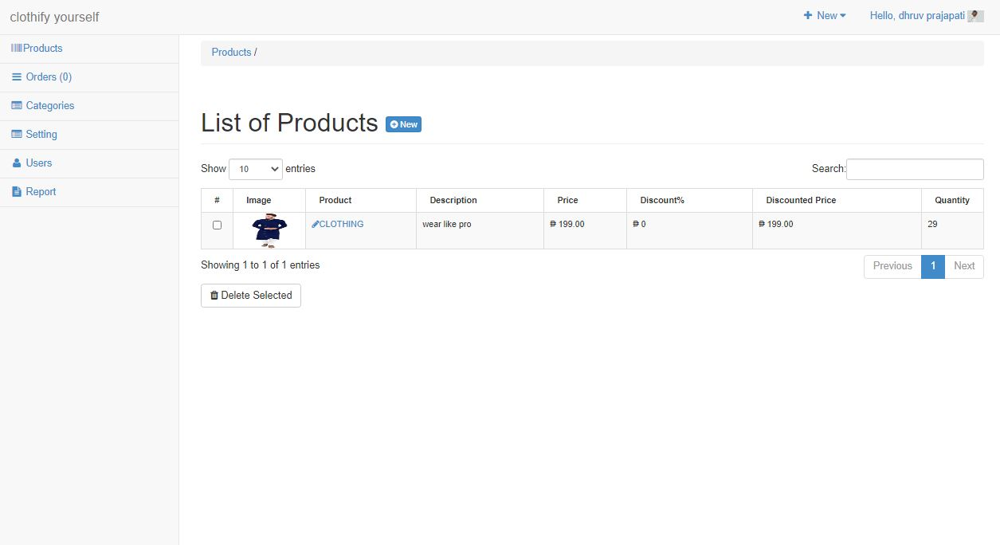 clothify yourself
New
Hello, dhruv prajapati
Products
Orders (0)
Categories
Setting
Users
Report
Products /
List of Products New
Show 10 entries
Search:
# Image Product Description Price Discount% Discounted Price Quantity
CLOTHING wear like pro ₱ 199.00 ₱ 0 ₱ 199.00 29
Showing 1 to 1 of 1 entries
Previous 1 Next
Delete Selected